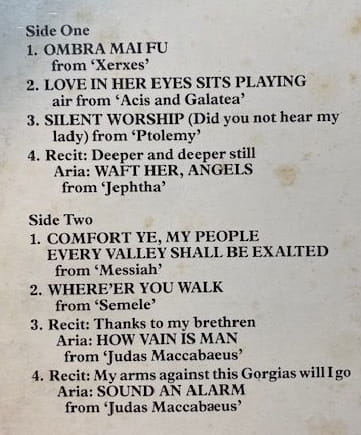 Side One
1. OMBRA MAI FU
from ‘Xerxes’
2. LOVE IN HER EYES SITS PLAYING
air from ‘Acis and Galatea’
3. SILENT WORSHIP (Did you not hear my
lady) from ‘Ptolemy’
4. Recit: Deeper and deeper still
Aria: WAFT HER, ANGELS
from ‘Jephtha’
Side Two
1. COMFORT YE, MY PEOPLE
EVERY VALLEY SHALL BE EXALTED
from ‘Messiah’
2. WHERE’ER YOU WALK
from ‘Semele’
3. Recit: Thanks to my brethren
Aria: HOW VAIN IS MAN
from ‘Judas Maccabaeus’
4. Recit: My arms against this Gorgias will I go
Aria: SOUND AN ALARM
from ‘Judas Maccabaeus’